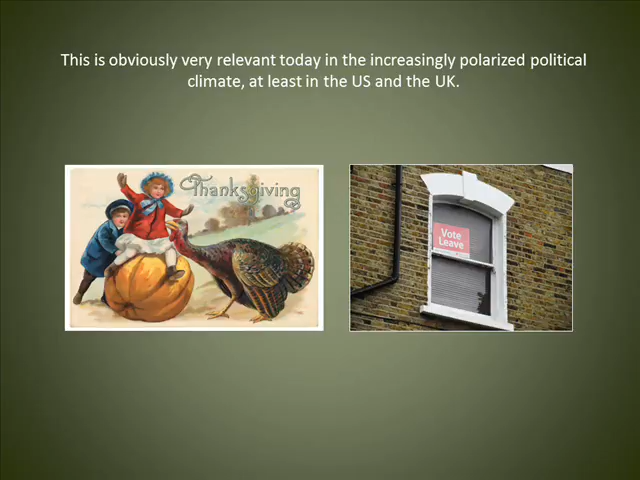 This is obviously very relevant today in the increasingly polarized political
climate, at least in the US and the UK.
Thanksgiving
Vote
Leave